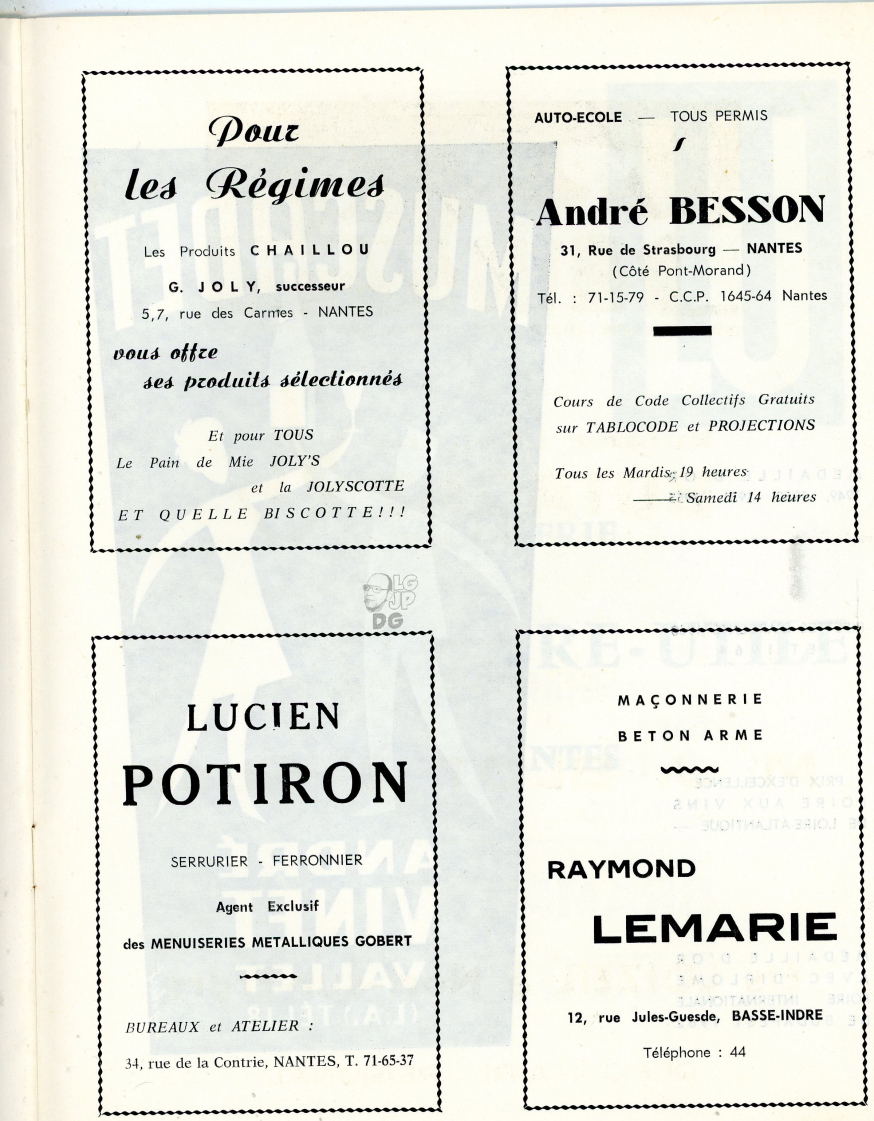 Pour
les Régimes
Les Produits CHAILLOU
G. JOLY, successeur
5,7, rue des Carmes - NANTES
vous offre
ses produits sélectionnés
Et pour TOUS
Le Pain de Mie JOLY'S
et la JOLYSCOTTE
ET QUELLE BISCOTTE!!!
AUTO-ECOLE — TOUS PERMIS
André BESSON
31, Rue de Strasbourg — NANTES
(Côté Pont-Morand)
Tél. : 71-15-79 - C.C.P. 1645-64 Nantes
Cours de Code Collectifs Gratuits
sur TABLOCODE et PROJECTIONS
Tous les Mardis 19 heures
Samedi 14 heures
LG
JP
DG
LUCIEN
POTIRON
SERRURIER - FERRONNIER
Agent Exclusif
des MENUISERIES METALLIQUES GOBERT
BUREAUX et ATELIER :
34, rue de la Contrie, NANTES, T. 71-65-37
MAÇONNERIE
BETON ARME
RAYMOND
LEMARIE
12, rue Jules-Guesde, BASSE-INDRE
Téléphone : 44